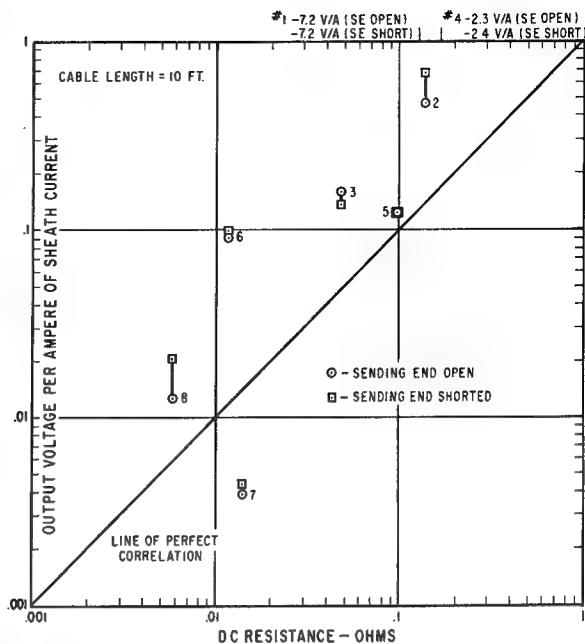 #1 -7.2 V/A (SE OPEN)
-7.2 V/A (SE SHORT)
#4 -2.3 V/A (SE OPEN)
-2.4 V/A (SE SHORT)
1
CABLE LENGTH = 10 FT.
2
3
5
.1
6
OUTPUT VOLTAGE PER AMPERE OF SHEATH CURRENT
⊙ - SENDING END OPEN
⊡ - SENDING END SHORTED
8
.01
7
LINE OF PERFECT
CORRELATION
.001
.001
.01
.1
1
DC RESISTANCE - OHMS